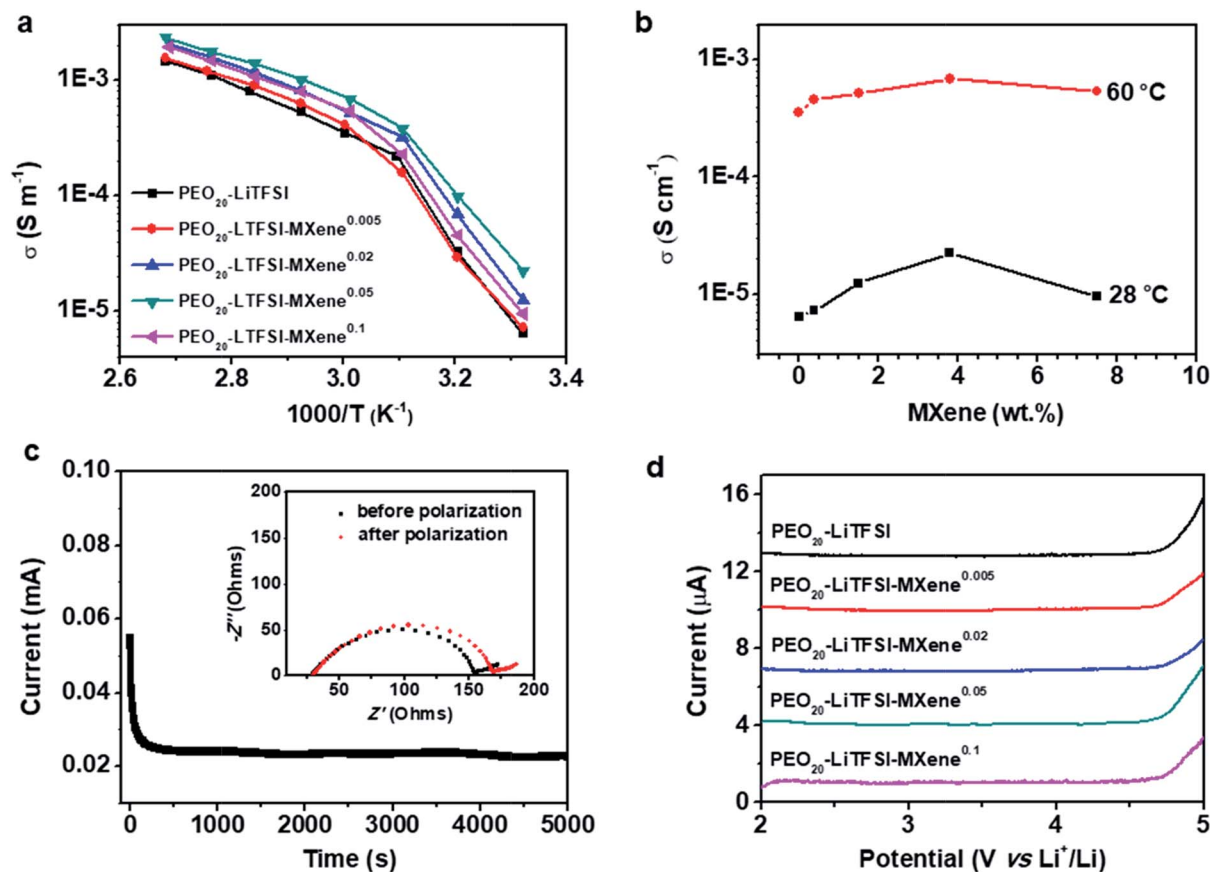 a
1E-3
1E-4
1E-5
σ (S m⁻¹)
PEO₂₀-LiTFSI
PEO₂₀-LTFSI-MXene⁰·⁰⁰⁵
PEO₂₀-LTFSI-MXene⁰·⁰²
PEO₂₀-LTFSI-MXene⁰·⁰⁵
PEO₂₀-LTFSI-MXene⁰·¹
2.6 2.8 3.0 3.2 3.4
1000/T (K⁻¹)
b
1E-3
1E-4
1E-5
σ (S cm⁻¹)
60 °C
28 °C
0 2 4 6 8 10
MXene (wt.%)
c
0.10
0.08
0.06
0.04
0.02
Current (mA)
200
150
100
50
0
-Z''(Ohms)
before polarization
after polarization
50 100 150 200
Z' (Ohms)
0 1000 2000 3000 4000 5000
Time (s)
d
16
12
8
4
0
Current (μA)
PEO₂₀-LiTFSI
PEO₂₀-LiTFSI-MXene⁰·⁰⁰⁵
PEO₂₀-LiTFSI-MXene⁰·⁰²
PEO₂₀-LiTFSI-MXene⁰·⁰⁵
PEO₂₀-LiTFSI-MXene⁰·¹
2 3 4 5
Potential (V vs Li⁺/Li)